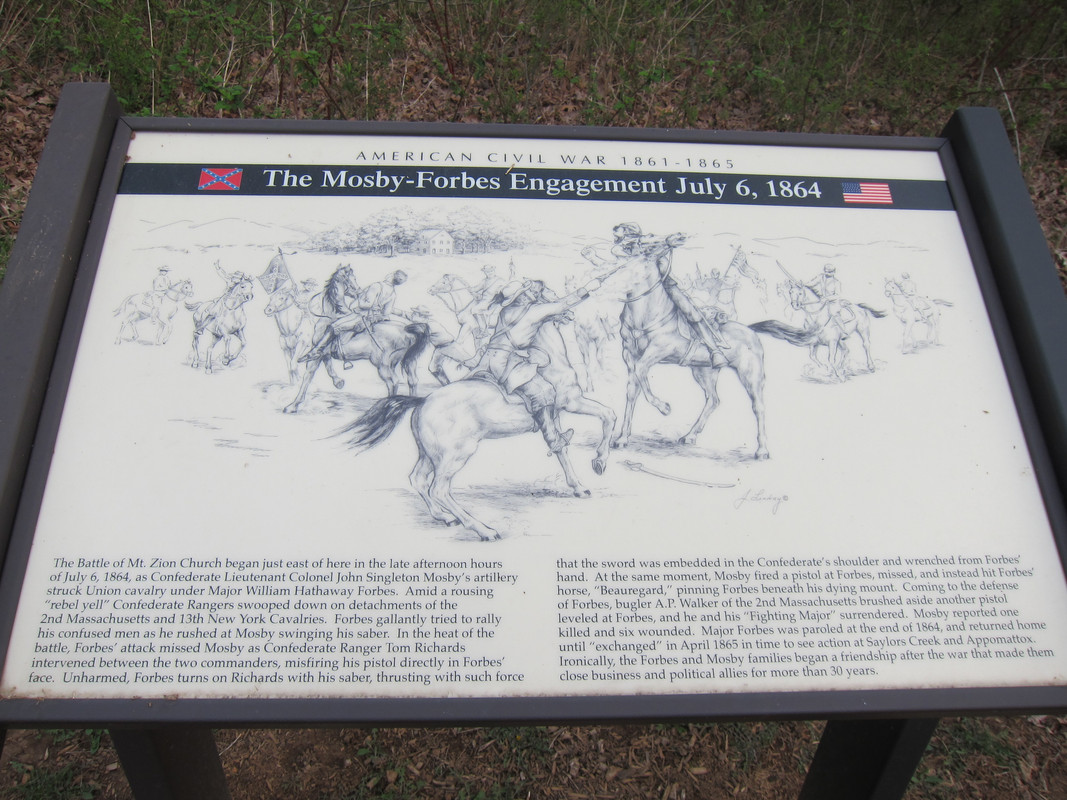 AMERICAN CIVIL WAR 1861-1865
The Mosby-Forbes Engagement July 6, 1864
The Battle of Mt. Zion Church began just east of here in the late afternoon hours
of July 6, 1864, as Confederate Lieutenant Colonel John Singleton Mosby's artillery
struck Union cavalry under Major William Hathaway Forbes. Amid a rousing
"rebel yell" Confederate Rangers swooped down on detachments of the
2nd Massachusetts and 13th New York Cavalries. Forbes gallantly tried to rally
his confused men as he rushed at Mosby swinging his saber. In the heat of the
battle, Forbes' attack missed Mosby as Confederate Ranger Tom Richards
intervened between the two commanders, misfiring his pistol directly in Forbes'
face. Unharmed, Forbes turns on Richards with his saber, thrusting with such force
that the sword was embedded in the Confederate's shoulder and wrenched from Forbes'
hand. At the same moment, Mosby fired a pistol at Forbes, missed, and instead hit Forbes'
horse, "Beauregard," pinning Forbes beneath his dying mount. Coming to the defense
of Forbes, bugler A.P. Walker of the 2nd Massachusetts brushed aside another pistol
leveled at Forbes, and he and his "Fighting Major" surrendered. Mosby reported one
killed and six wounded. Major Forbes was paroled at the end of 1864, and returned home
until "exchanged" in April 1865 in time to see action at Saylors Creek and Appomattox.
Ironically, the Forbes and Mosby families began a friendship after the war that made them
close business and political allies for more than 30 years.